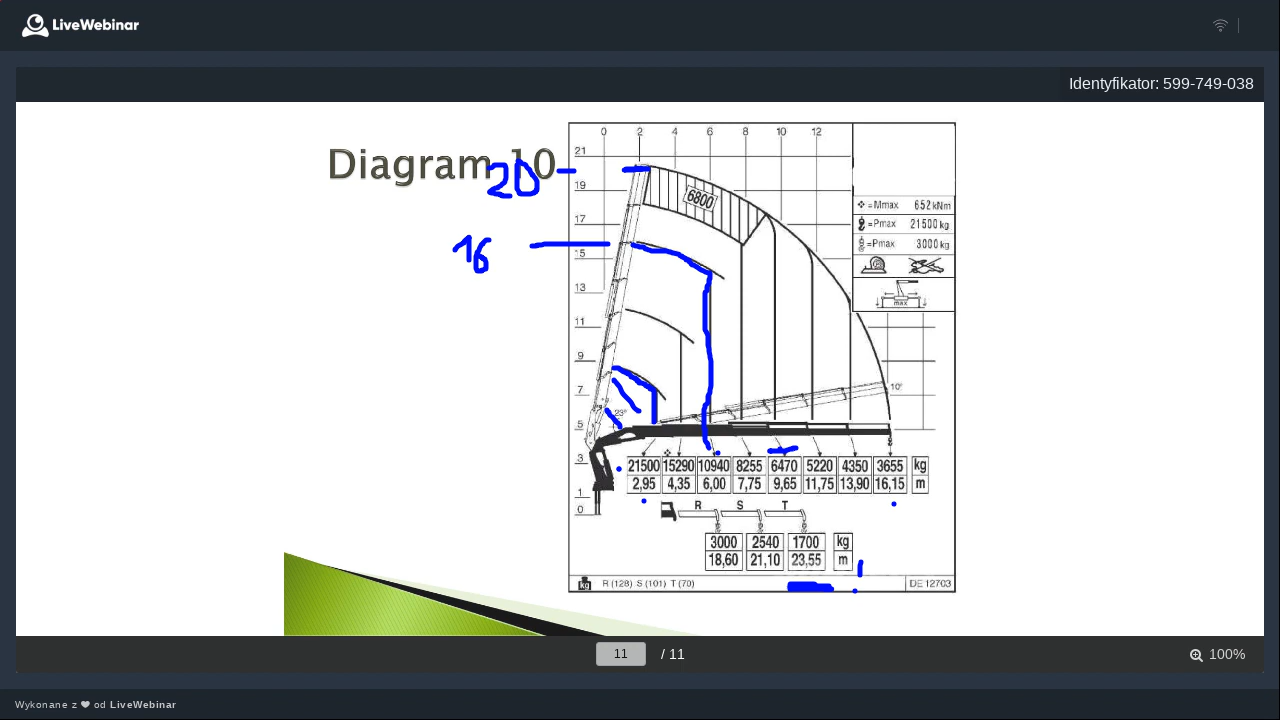 LiveWebinar
Identyfikator: 599-749-038
Diagram 10
20
16
0 2 4 6 8 10 12
21
19
17
15
13
11
9
7
5
3
1
0
6800
= Mmax 652 kNm
= Pmax 21500 kg
= Pmax 3000 kg
max
10°
23°
21500 15290 10940 8255 6470 5220 4350 3655 kg
2,95 4,35 6,00 7,75 9,65 11,75 13,90 16,15 m
R S T
3000 2540 1700 kg
18,60 21,10 23,55 m
kg R (128) S (101) T (70) DE 12703
11 / 11
100%
Wykonane z od LiveWebinar